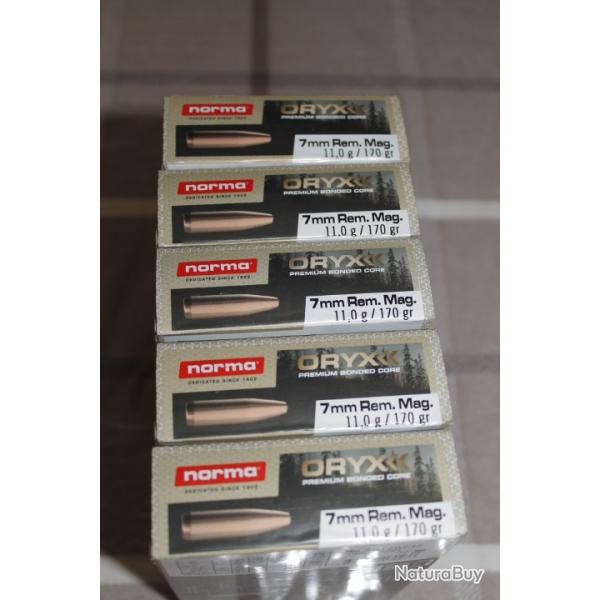 norma ORYX
DEDICATED SINCE 1902 PREMIUM BONDED CORE
7mm Rem. Mag.
11,0 g / 170 gr
norma ORYX
DEDICATED SINCE 1902 PREMIUM BONDED CORE
7mm Rem. Mag.
11,0 g / 170 gr
norma ORYX
DEDICATED SINCE 1902 PREMIUM BONDED CORE
7mm Rem. Mag.
11,0 g / 170 gr
norma ORYX
DEDICATED SINCE 1902 PREMIUM BONDED CORE
7mm Rem. Mag.
11,0 g / 170 gr
norma ORYX
DEDICATED SINCE 1902 PREMIUM BONDED CORE
7mm Rem. Mag.
11,0 g / 170 gr
NaturaBuy